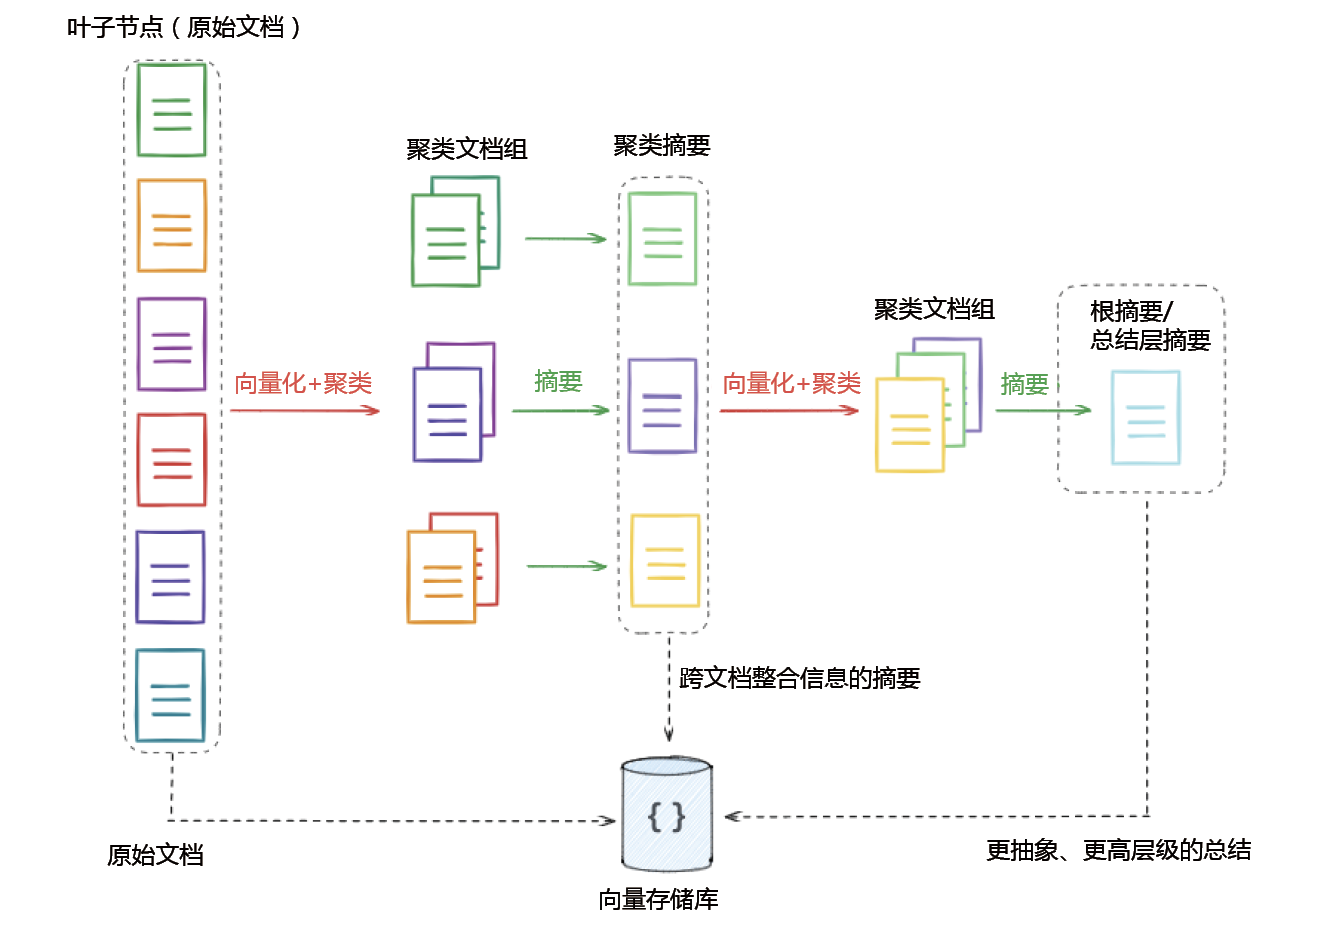 叶子节点（原始文档）
聚类文档组
聚类摘要
向量化+聚类
摘要
向量化+聚类
聚类文档组
摘要
根摘要/
总结层摘要
跨文档整合信息的摘要
{ }
原始文档
更抽象、更高层级的总结
向量存储库